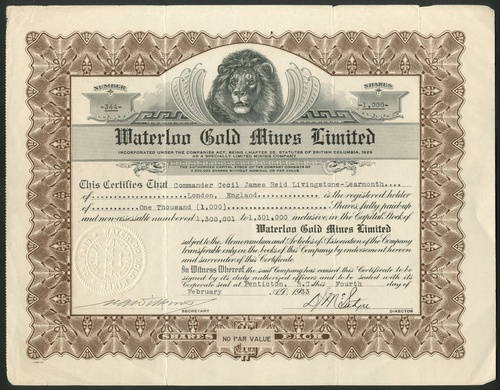 NUMBER
-344-
SHARES
-1,000-
Waterloo Gold Mines Limited
INCORPORATED UNDER THE COMPANIES ACT, BEING CHAPTER 35, STATUTES OF BRITISH COLUMBIA, 1929
AS A SPECIALLY LIMITED MINING COMPANY
2,500,000 SHARES WITHOUT NOMINAL OR PAR VALUE
This Certifies That Commander Cecil James Reid Livingstone-Learmonth
of London, England is the registered holder
of One Thousand (1,000) Shares fully paid-up
and non-assessable numbered 1,300,001 to 1,301,000 inclusive, in the Capital Stock of
Waterloo Gold Mines Limited
subject to the Memorandum and Articles of Association of the Company
transferable only in the books of this Company by endorsement hereon
and surrender of this Certificate.
In Witness Whereof, the said Company has caused this Certificate to be
signed by its duly authorized officers and to be sealed with its
Corporate seal at Penticton, B.C. this Fourth day of
February A.D. 1933
SECRETARY
DIRECTOR
SHARES NO PAR VALUE EACH